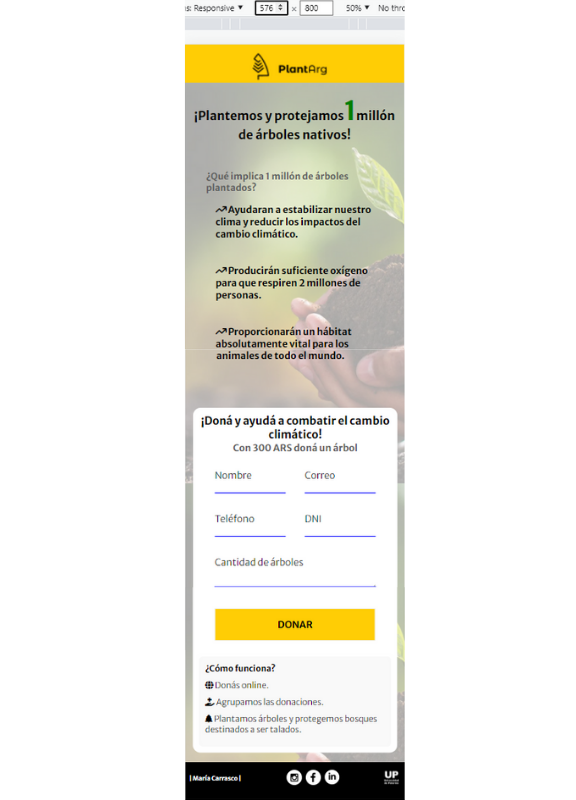 s: Responsive ▼ 576 × 800 50% ▼ No thro
PlantArg
¡Plantemos y protejamos 1 millón
de árboles nativos!
¿Qué implica 1 millón de árboles
plantados?
Ayudaran a estabilizar nuestro
clima y reducir los impactos del
cambio climático.
Producirán suficiente oxígeno
para que respiren 2 millones de
personas.
Proporcionarán un hábitat
absolutamente vital para los
animales de todo el mundo.
¡Doná y ayudá a combatir el cambio
climático!
Con 300 ARS doná un árbol
Nombre Correo
Teléfono DNI
Cantidad de árboles
DONAR
¿Cómo funciona?
Donás online.
Agrupamos las donaciones.
Plantamos árboles y protegemos bosques
destinados a ser talados.
| María Carrasco | in UP